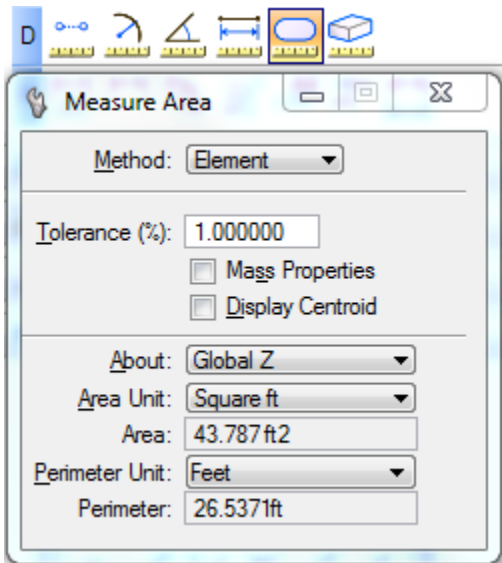 D
Measure Area
Method: Element
Tolerance (%): 1.000000
Mass Properties
Display Centroid
About: Global Z
Area Unit: Square ft
Area: 43.787 ft2
Perimeter Unit: Feet
Perimeter: 26.5371ft